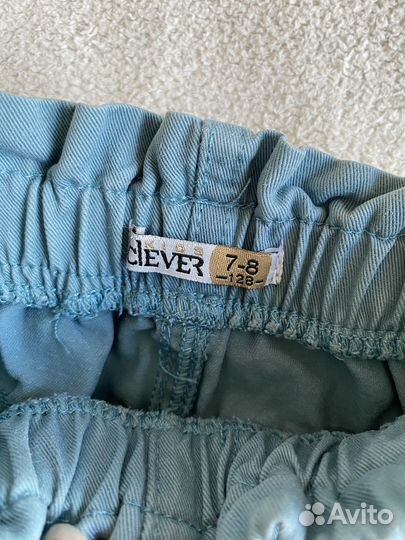 KIDS
CLEVER
7-8
-128-
Avito